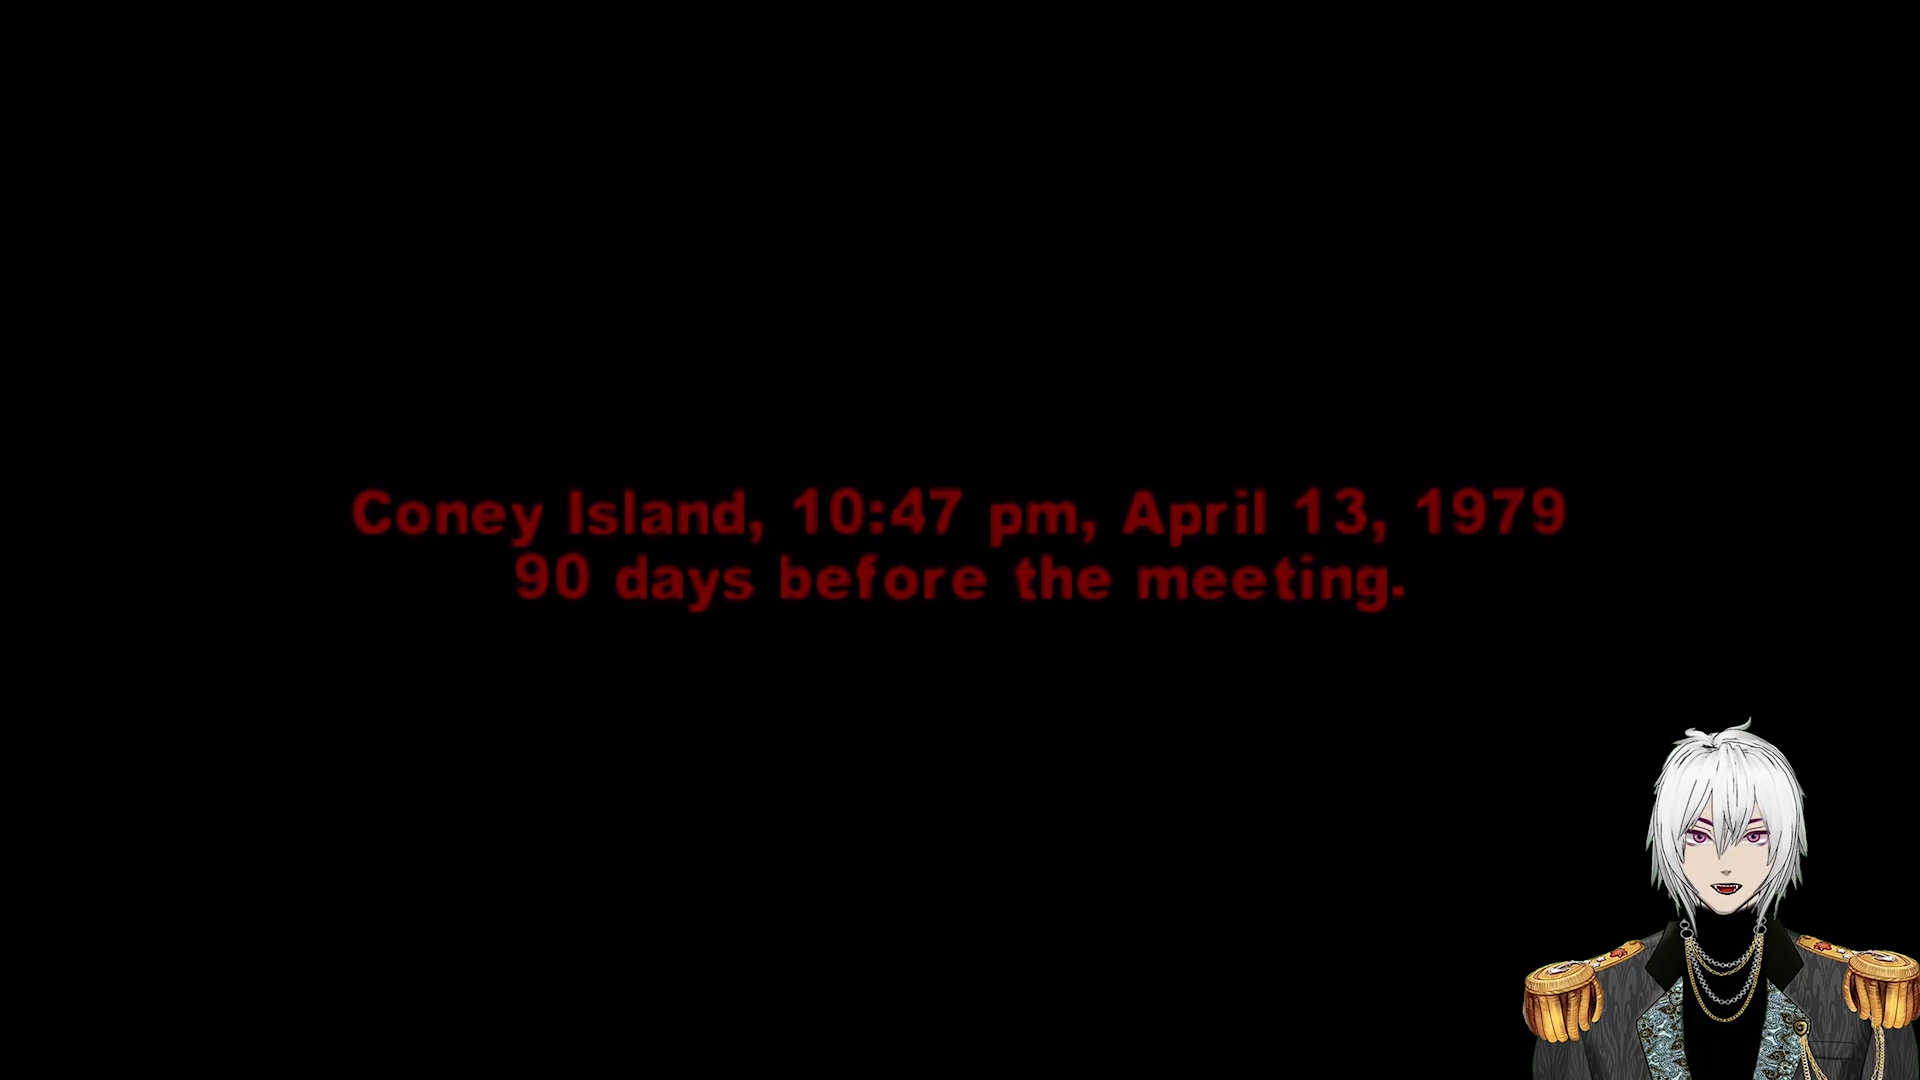 Coney Island, 10:47 pm, April 13, 1979
90 days before the meeting.